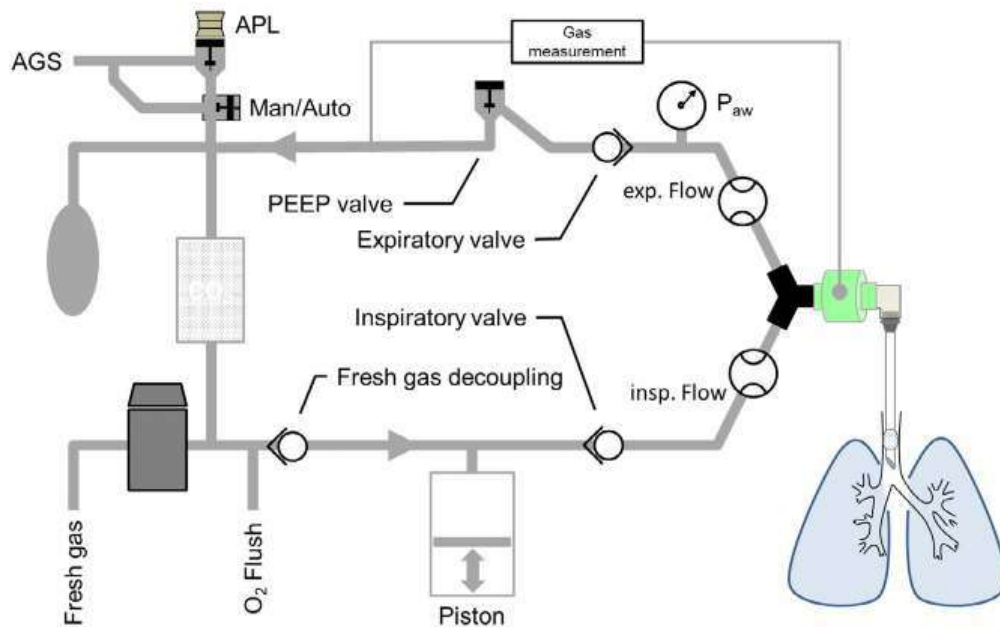 APL
AGS
Gas
measurement
Man/Auto
Paw
PEEP valve
exp. Flow
Expiratory valve
CO2
Inspiratory valve
Fresh gas decoupling
insp. Flow
Fresh gas
O2 Flush
Piston